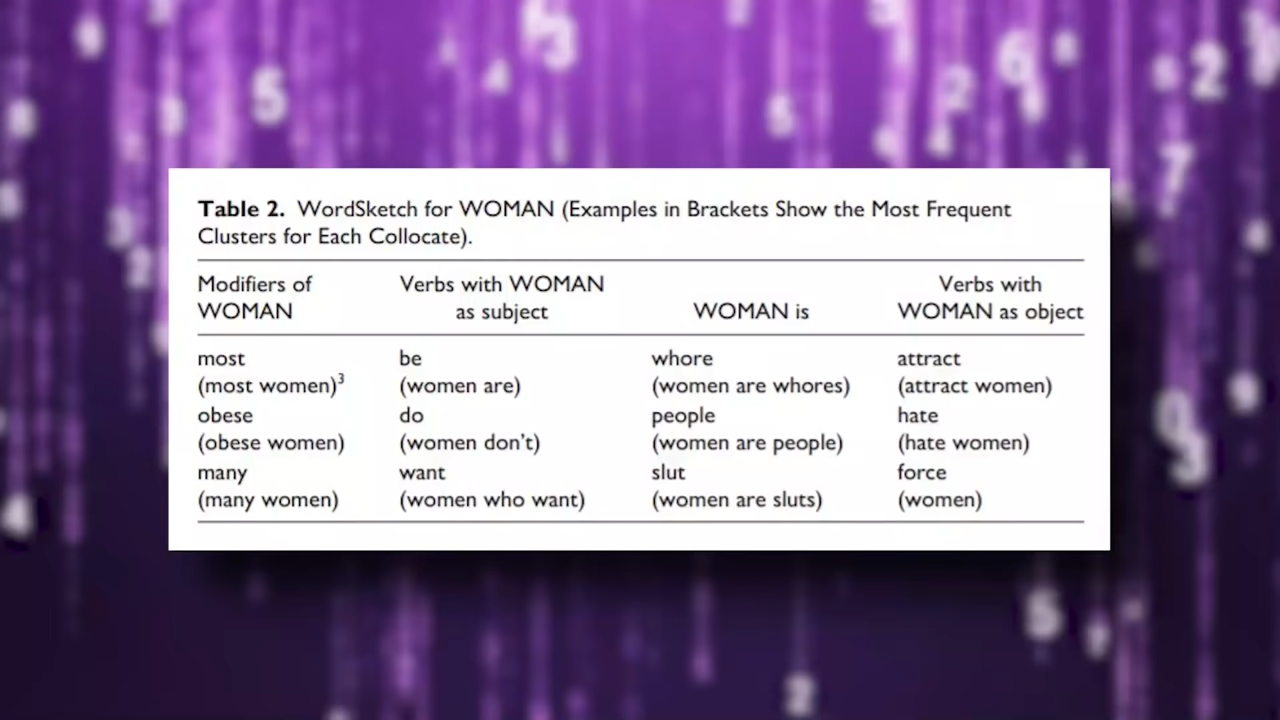 Table 2. WordSketch for WOMAN (Examples in Brackets Show the Most Frequent
Clusters for Each Collocate).
Modifiers of WOMAN
Verbs with WOMAN as subject
WOMAN is
Verbs with WOMAN as object
most be whore attract
(most women)³ (women are) (women are whores) (attract women)
obese do people hate
(obese women) (women don't) (women are people) (hate women)
many want slut force
(many women) (women who want) (women are sluts) (women)